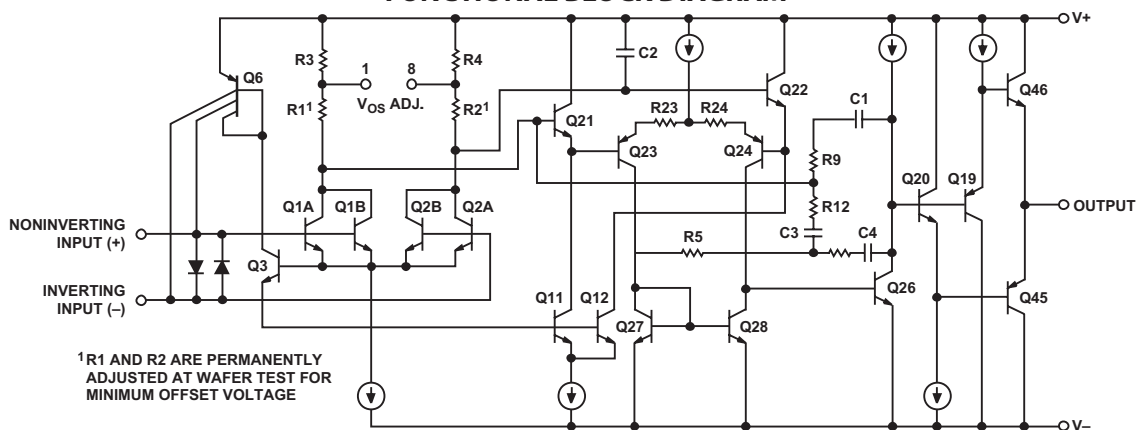 FUNCTIONAL BLOCK DIAGRAM
V+
R3
R4
C2
Q6
1
8
VOS ADJ.
R1¹
R2¹
Q22
Q46
Q21
R23
R24
C1
Q23
Q24
R9
Q20
Q19
Q1A
Q1B
Q2B
Q2A
R12
OUTPUT
NONINVERTING
INPUT (+)
C3
C4
R5
Q3
INVERTING
INPUT (–)
Q11
Q12
Q27
Q28
Q26
Q45
¹R1 AND R2 ARE PERMANENTLY
ADJUSTED AT WAFER TEST FOR
MINIMUM OFFSET VOLTAGE
V–